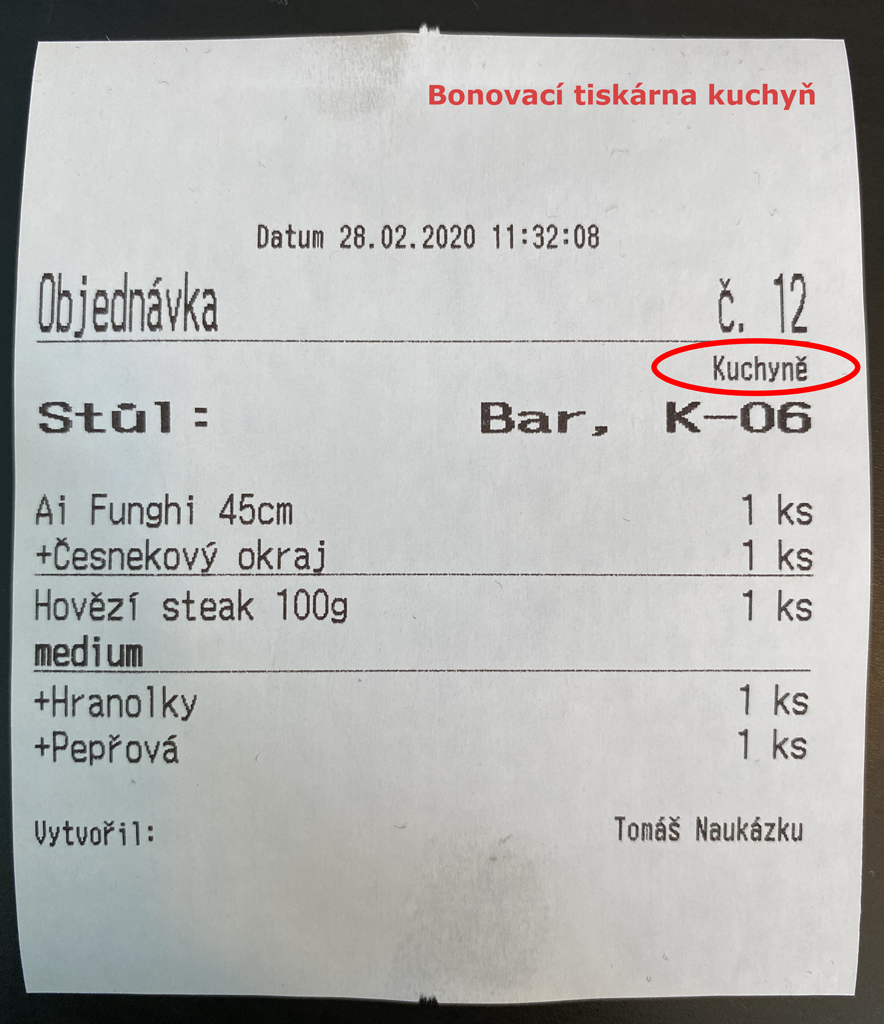 Bonovací tiskárna kuchyň
Datum 28.02.2020 11:32:08
Objednávka č. 12
Kuchyně
Stůl: Bar, K-06
Ai Funghi 45cm 1 ks
+Česnekový okraj 1 ks
Hovězí steak 100g 1 ks
medium
+Hranolky 1 ks
+Pepřová 1 ks
Vytvořil: Tomáš Naukázku